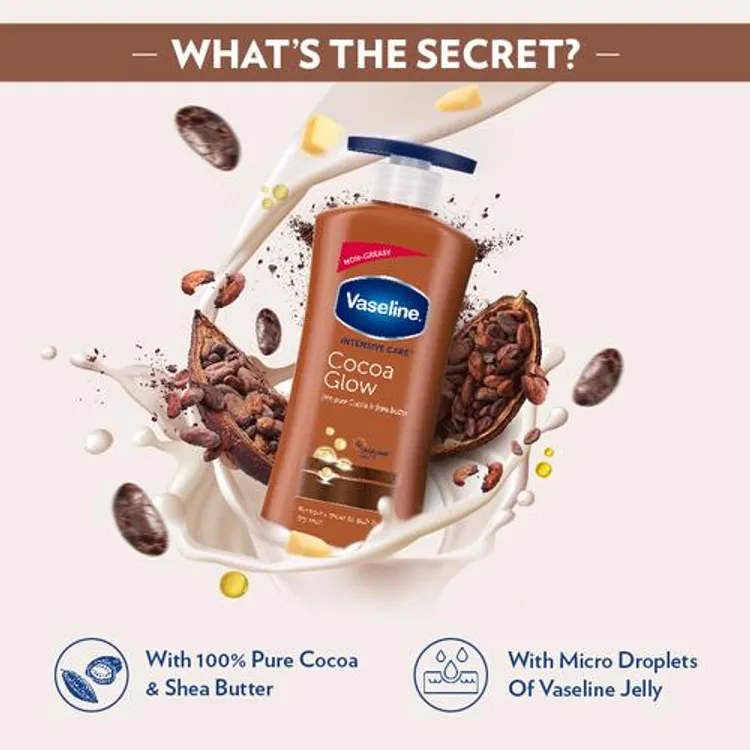 WHAT'S THE SECRET?
NON-GREASY
Vaseline.
INTENSIVE CARE
Cocoa
Glow
With 100% Pure Cocoa
& Shea Butter
With Micro Droplets
Of Vaseline Jelly